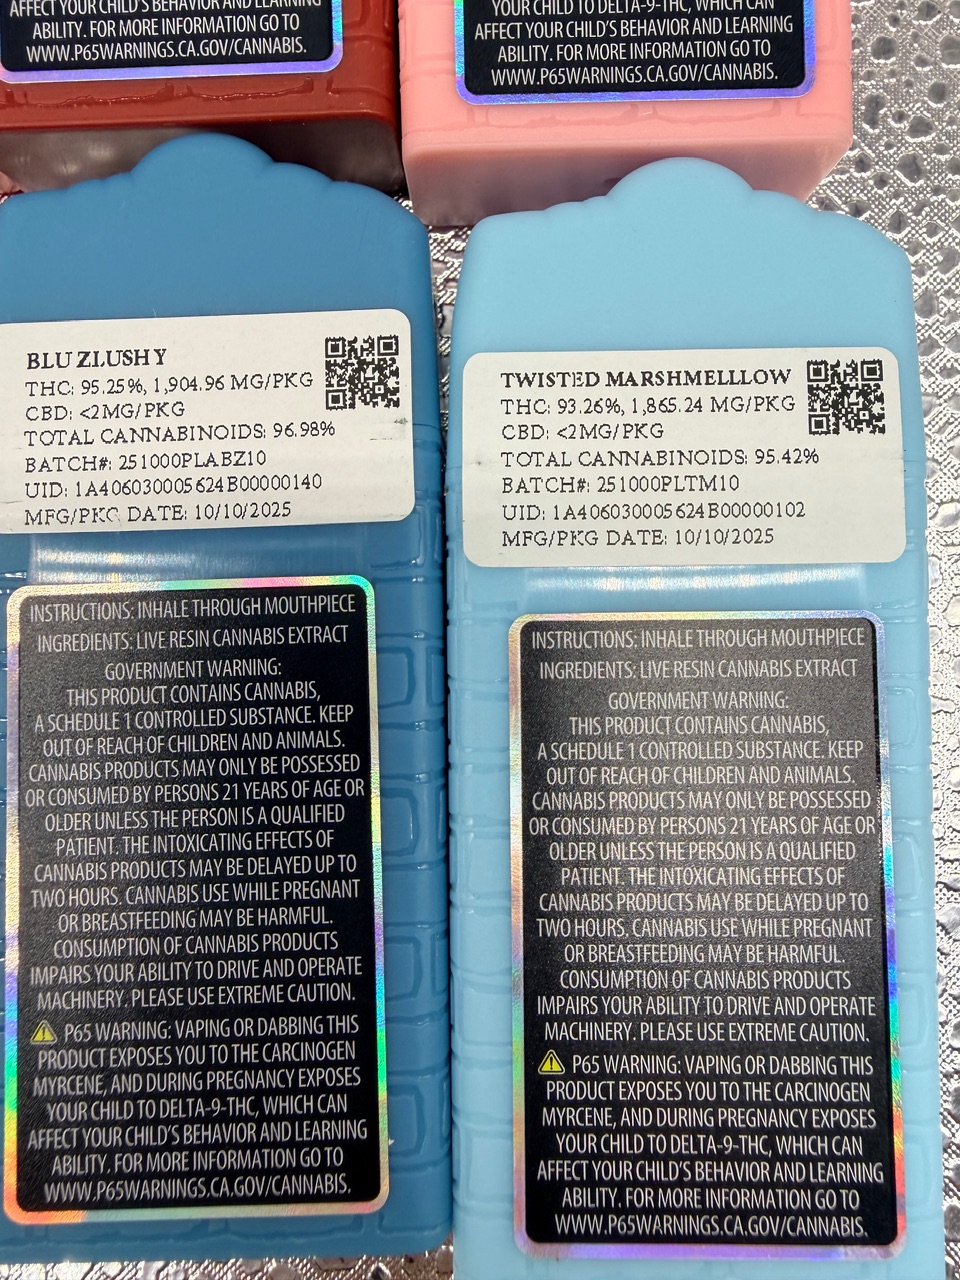 AFFECT YOUR CHILD'S BEHAVIOR AND LEARNING
ABILITY. FOR MORE INFORMATION GO TO
WWW.P65WARNINGS.CA.GOV/CANNABIS.
YOUR CHILD TO DELTA-9-THC, WHICH CAN
AFFECT YOUR CHILD'S BEHAVIOR AND LEARNING
ABILITY. FOR MORE INFORMATION GO TO
WWW.P65WARNINGS.CA.GOV/CANNABIS.
BLU ZLUSHY
THC: 95.25%, 1,904.96 MG/PKG
CBD: <2MG/PKG
TOTAL CANNABINOIDS: 96.98%
BATCH#: 251000PLABZ10
UID: 1A406030005624B00000140
MFG/PKG DATE: 10/10/2025
INSTRUCTIONS: INHALE THROUGH MOUTHPIECE
INGREDIENTS: LIVE RESIN CANNABIS EXTRACT
GOVERNMENT WARNING:
THIS PRODUCT CONTAINS CANNABIS,
A SCHEDULE 1 CONTROLLED SUBSTANCE. KEEP
OUT OF REACH OF CHILDREN AND ANIMALS.
CANNABIS PRODUCTS MAY ONLY BE POSSESSED
OR CONSUMED BY PERSONS 21 YEARS OF AGE OR
OLDER UNLESS THE PERSON IS A QUALIFIED
PATIENT. THE INTOXICATING EFFECTS OF
CANNABIS PRODUCTS MAY BE DELAYED UP TO
TWO HOURS. CANNABIS USE WHILE PREGNANT
OR BREASTFEEDING MAY BE HARMFUL.
CONSUMPTION OF CANNABIS PRODUCTS
IMPAIRS YOUR ABILITY TO DRIVE AND OPERATE
MACHINERY. PLEASE USE EXTREME CAUTION.
P65 WARNING: VAPING OR DABBING THIS
PRODUCT EXPOSES YOU TO THE CARCINOGEN
MYRCENE, AND DURING PREGNANCY EXPOSES
YOUR CHILD TO DELTA-9-THC, WHICH CAN
AFFECT YOUR CHILD'S BEHAVIOR AND LEARNING
ABILITY. FOR MORE INFORMATION GO TO
WWW.P65WARNINGS.CA.GOV/CANNABIS.
TWISTED MARSHMELLLOW
THC: 93.26%, 1,865.24 MG/PKG
CBD: <2MG/PKG
TOTAL CANNABINOIDS: 95.42%
BATCH#: 251000PLTM10
UID: 1A406030005624B00000102
MFG/PKG DATE: 10/10/2025
INSTRUCTIONS: INHALE THROUGH MOUTHPIECE
INGREDIENTS: LIVE RESIN CANNABIS EXTRACT
GOVERNMENT WARNING:
THIS PRODUCT CONTAINS CANNABIS,
A SCHEDULE 1 CONTROLLED SUBSTANCE. KEEP
OUT OF REACH OF CHILDREN AND ANIMALS.
CANNABIS PRODUCTS MAY ONLY BE POSSESSED
OR CONSUMED BY PERSONS 21 YEARS OF AGE OR
OLDER UNLESS THE PERSON IS A QUALIFIED
PATIENT. THE INTOXICATING EFFECTS OF
CANNABIS PRODUCTS MAY BE DELAYED UP TO
TWO HOURS. CANNABIS USE WHILE PREGNANT
OR BREASTFEEDING MAY BE HARMFUL.
CONSUMPTION OF CANNABIS PRODUCTS
IMPAIRS YOUR ABILITY TO DRIVE AND OPERATE
MACHINERY. PLEASE USE EXTREME CAUTION.
P65 WARNING: VAPING OR DABBING THIS
PRODUCT EXPOSES YOU TO THE CARCINOGEN
MYRCENE, AND DURING PREGNANCY EXPOSES
YOUR CHILD TO DELTA-9-THC, WHICH CAN
AFFECT YOUR CHILD'S BEHAVIOR AND LEARNING
ABILITY. FOR MORE INFORMATION GO TO
WWW.P65WARNINGS.CA.GOV/CANNABIS.